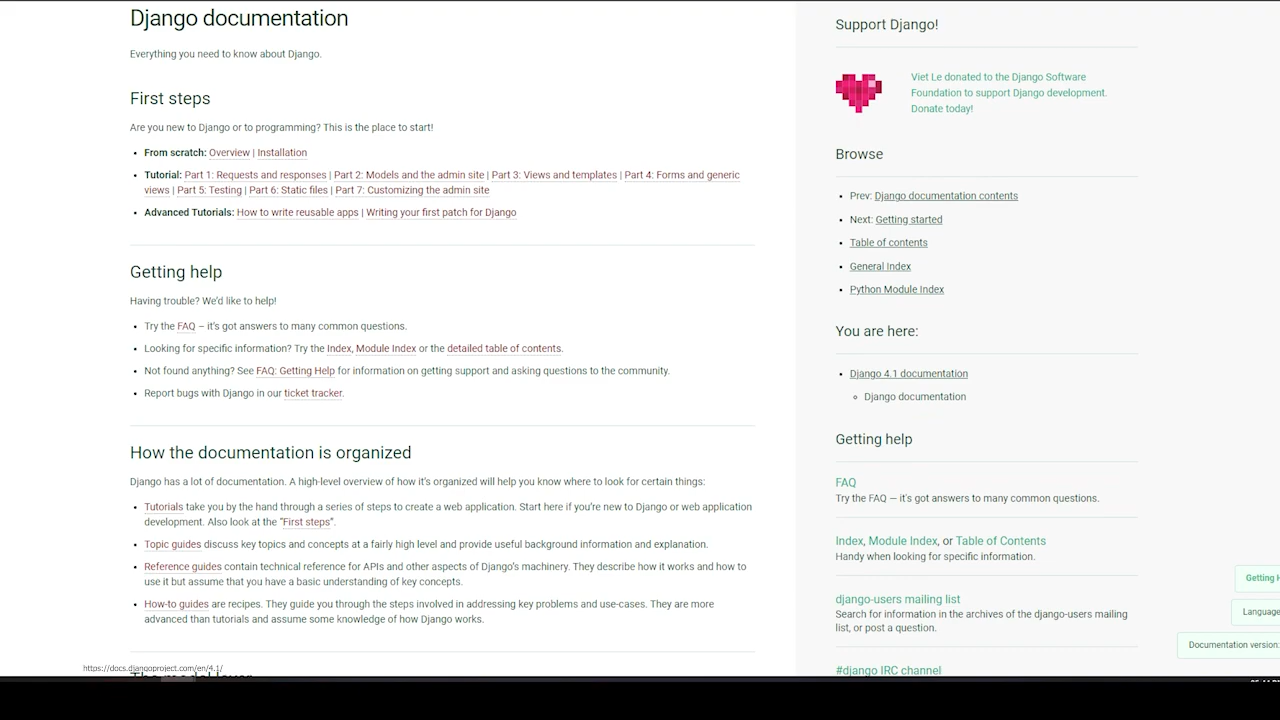 Django documentation
Everything you need to know about Django.
First steps
Are you new to Django or to programming? This is the place to start!
From scratch: Overview | Installation
Tutorial: Part 1: Requests and responses | Part 2: Models and the admin site | Part 3: Views and templates | Part 4: Forms and generic
views | Part 5: Testing | Part 6: Static files | Part 7: Customizing the admin site
Advanced Tutorials: How to write reusable apps | Writing your first patch for Django
Getting help
Having trouble? We'd like to help!
Try the FAQ – it's got answers to many common questions.
Looking for specific information? Try the Index, Module Index or the detailed table of contents.
Not found anything? See FAQ: Getting Help for information on getting support and asking questions to the community.
Report bugs with Django in our ticket tracker.
How the documentation is organized
Django has a lot of documentation. A high-level overview of how it's organized will help you know where to look for certain things:
Tutorials take you by the hand through a series of steps to create a web application. Start here if you're new to Django or web application
development. Also look at the "First steps".
Topic guides discuss key topics and concepts at a fairly high level and provide useful background information and explanation.
Reference guides contain technical reference for APIs and other aspects of Django's machinery. They describe how it works and how to
use it but assume that you have a basic understanding of key concepts.
How-to guides are recipes. They guide you through the steps involved in addressing key problems and use-cases. They are more
advanced than tutorials and assume some knowledge of how Django works.
https://docs.djangoproject.com/en/4.1/
The model layer
Support Django!
Viet Le donated to the Django Software
Foundation to support Django development.
Donate today!
Browse
Prev: Django documentation contents
Next: Getting started
Table of contents
General Index
Python Module Index
You are here:
Django 4.1 documentation
Django documentation
Getting help
FAQ
Try the FAQ — it's got answers to many common questions.
Index, Module Index, or Table of Contents
Handy when looking for specific information.
django-users mailing list
Search for information in the archives of the django-users mailing
list, or post a question.
#django IRC channel
Getting H
Language
Documentation version: